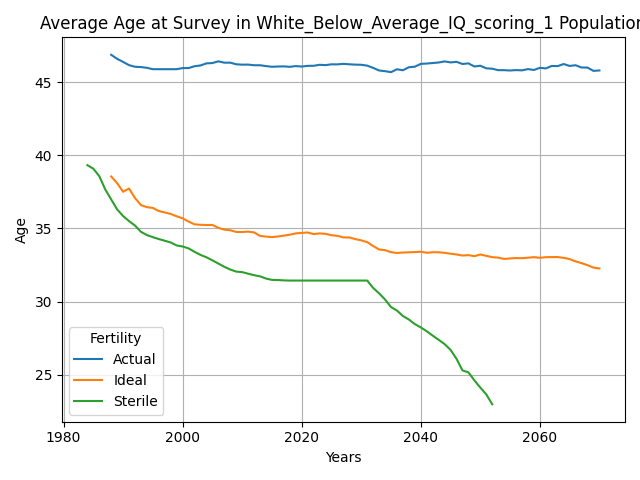 Average Age at Survey in White_Below_Average_IQ_scoring_1 Population
Age
45
40
35
30
25
Fertility
Actual
Ideal
Sterile
1980 2000 2020 2040 2060
Years